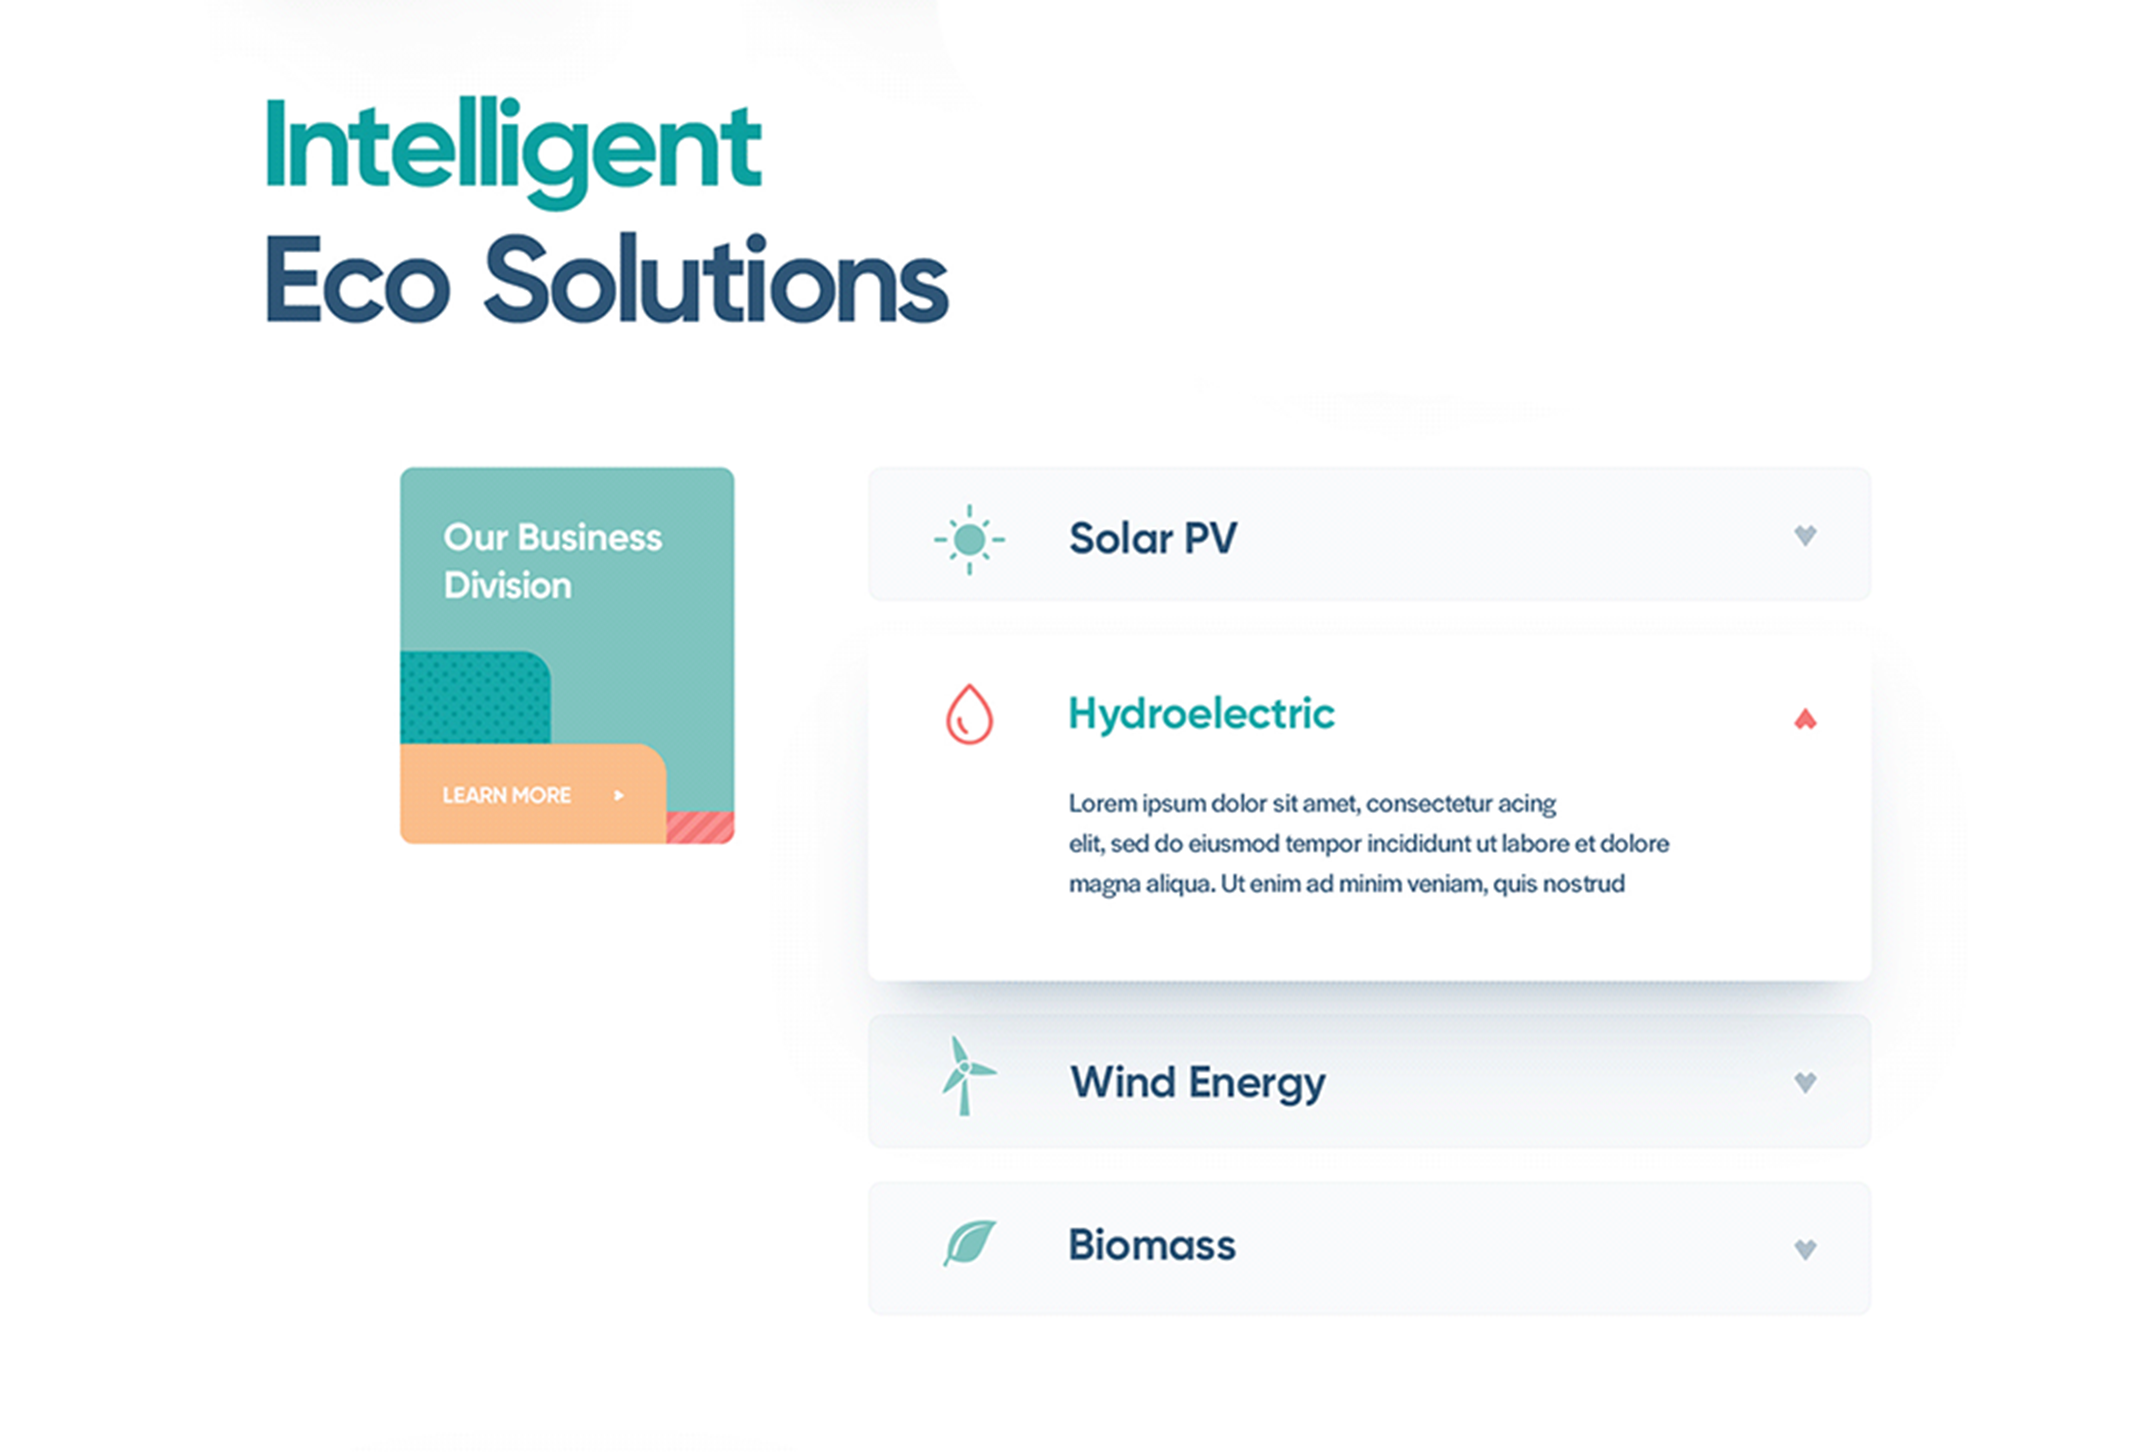 Intelligent
Eco Solutions
Our Business
Division
LEARN MORE
Solar PV
Hydroelectric
Lorem ipsum dolor sit amet, consectetur acing
elit, sed do eiusmod tempor incididunt ut labore et dolore
magna aliqua. Ut enim ad minim veniam, quis nostrud
Wind Energy
Biomass